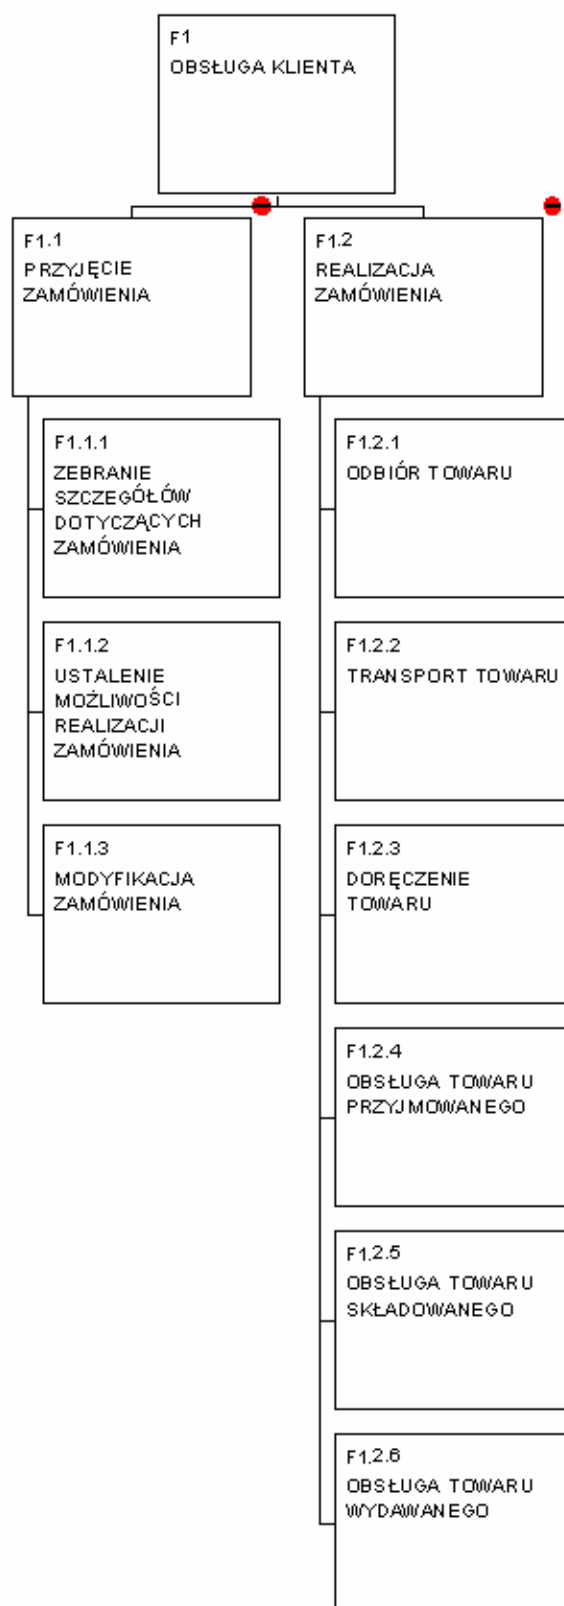 F1
OBSŁUGA KLIENTA
F1.1
PRZYJĘCIE
ZAMÓWIENIA
F1.2
REALIZACJA
ZAMÓWIENIA
F1.1.1
ZEBRANIE
SZCZEGÓŁÓW
DOTYCZĄCYCH
ZAMÓWIENIA
F1.1.2
USTALENIE
MOŻLIWOŚCI
REALIZACJI
ZAMÓWIENIA
F1.1.3
MODYFIKACJA
ZAMÓWIENIA
F1.2.1
ODBIÓR TOWARU
F1.2.2
TRANSPORT TOWARU
F1.2.3
DORĘCZENIE
TOWARU
F1.2.4
OBSŁUGA TOWARU
PRZYJMOWANEGO
F1.2.5
OBSŁUGA TOWARU
SKŁADOWANEGO
F1.2.6
OBSŁUGA TOWARU
WYDAWANEGO